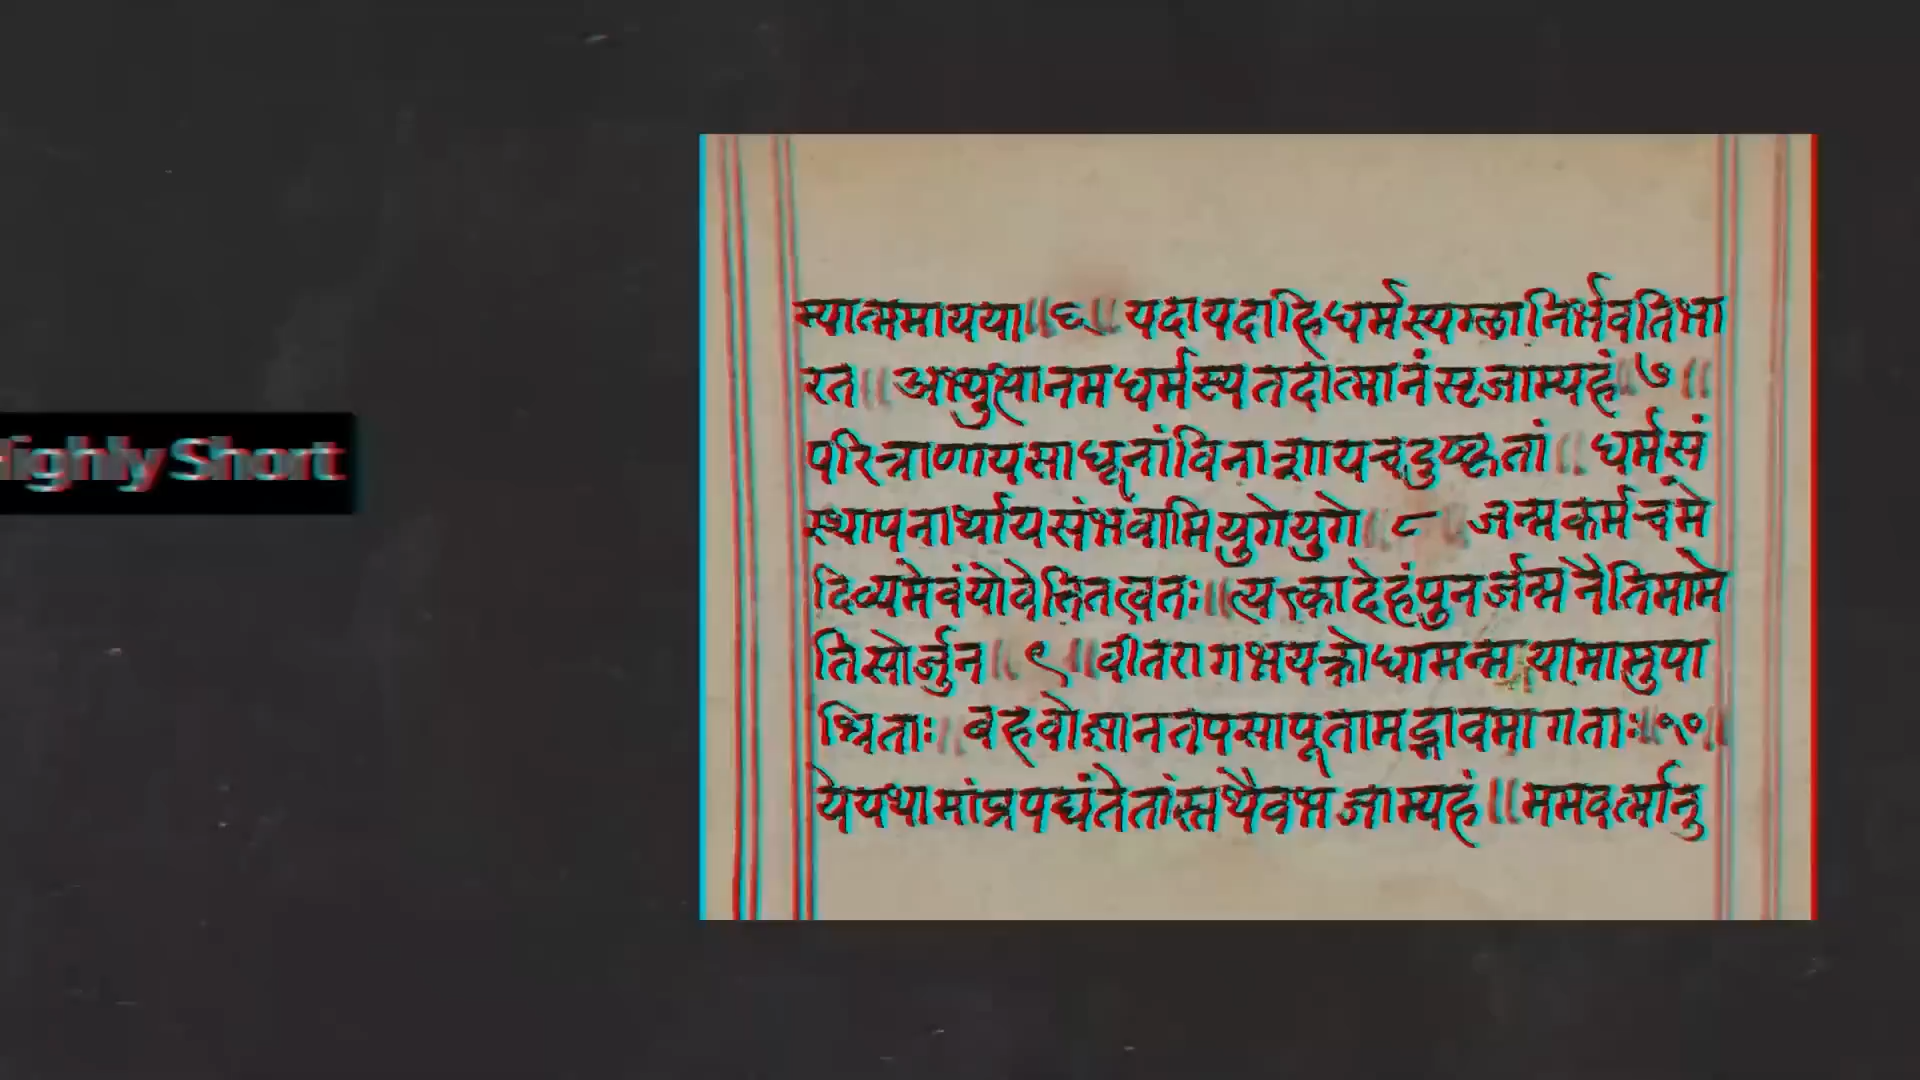 Highly Short
म्यात्ममायया॥६॥ यदायदाहिधर्मस्यग्लानिर्भवतिभा
रत॥ अभ्युत्थानमधर्मस्यतदात्मानंसृजाम्यहं॥७॥
परित्राणायसाधूनांविनाशायचदुष्कृतां॥ धर्मसं
स्थापनार्थायसंभवामियुगेयुगे॥८॥ जन्मकर्मचमे
दिव्यमेवंयोवेत्तितत्वतः॥त्यक्त्कादेहंपुनर्जन्मनैतिमामे
तिसोर्जुन॥९॥वीतरागभयक्रोधामन्मयामामुपा
श्रिताः॥ बहवोज्ञानतपसापूतामद्भावमागताः॥१०॥
येयथामांप्रपद्यंतेतांस्तथैवभजाम्यहं॥ममवर्त्मानु